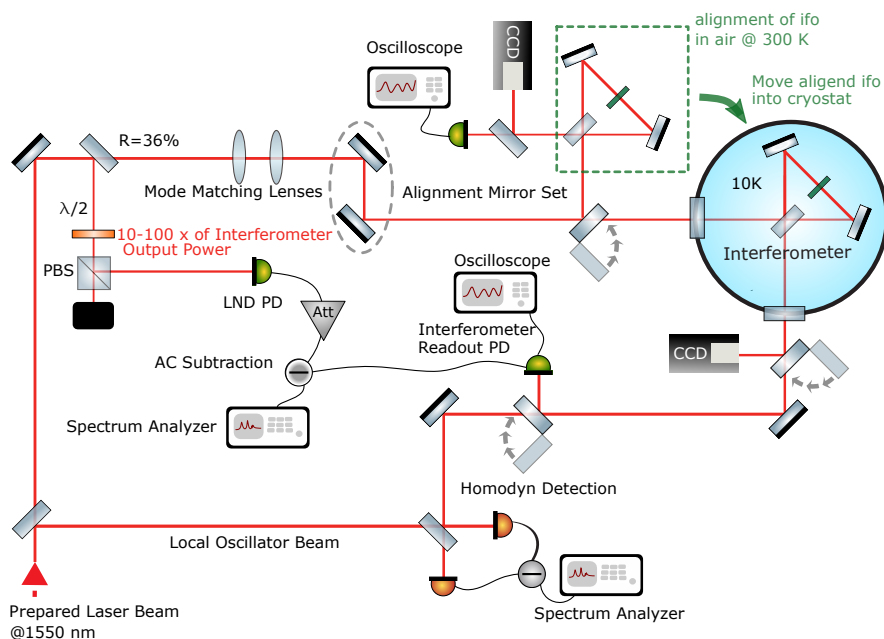 alignment of ifo
in air @ 300 K
Oscilloscope
CCD
Move aligend ifo
into cryostat
R=36%
Mode Matching Lenses
Alignment Mirror Set
10K
Interferometer
λ/2
10-100 x of Interferometer
Output Power
PBS
LND PD
Oscilloscope
Att
Interferometer
Readout PD
CCD
AC Subtraction
Spectrum Analyzer
Homodyn Detection
Local Oscillator Beam
Prepared Laser Beam
@1550 nm
Spectrum Analyzer